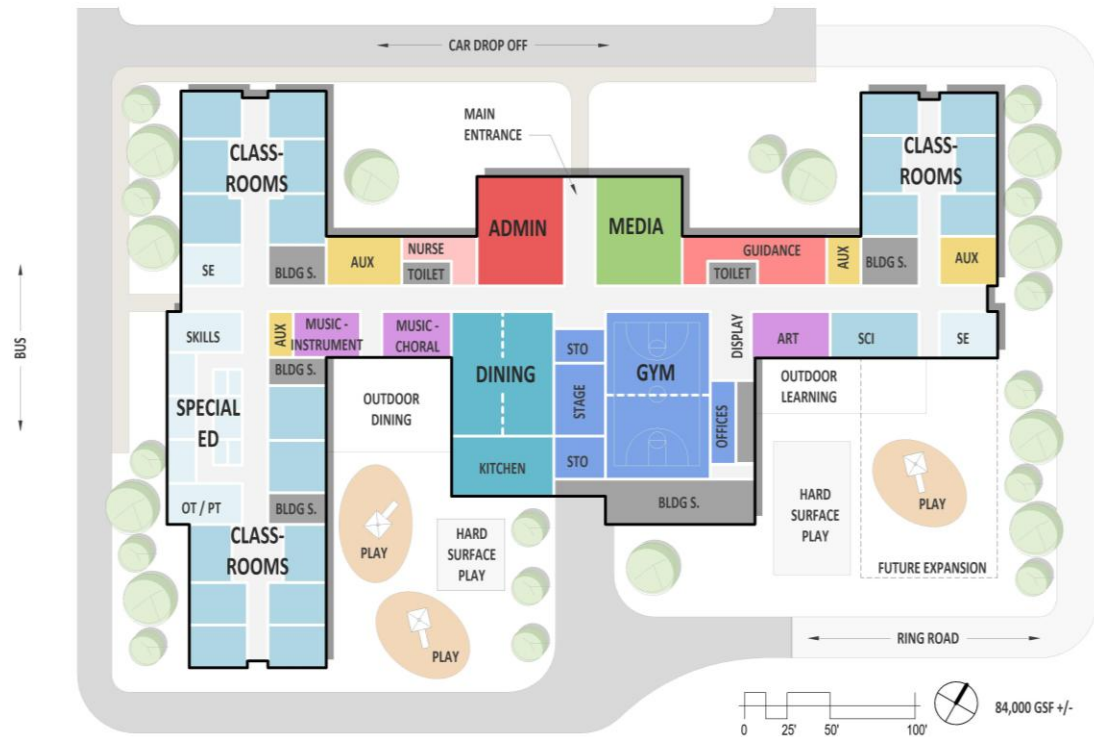 CAR DROP OFF
MAIN
ENTRANCE
CLASS-
ROOMS
CLASS-
ROOMS
ADMIN
MEDIA
NURSE
TOILET
AUX
BLDG S.
SE
GUIDANCE
TOILET
AUX
BLDG S.
AUX
BUS
SKILLS
AUX
MUSIC -
INSTRUMENT
MUSIC -
CHORAL
BLDG S.
DINING
STO
STAGE
STO
GYM
DISPLAY
OFFICES
ART
SCI
SE
OUTDOOR
LEARNING
SPECIAL
ED
OUTDOOR
DINING
KITCHEN
BLDG S.
OT / PT
BLDG S.
CLASS-
ROOMS
PLAY
HARD
SURFACE
PLAY
PLAY
HARD
SURFACE
PLAY
PLAY
FUTURE EXPANSION
RING ROAD
0 25' 50' 100'
84,000 GSF +/-